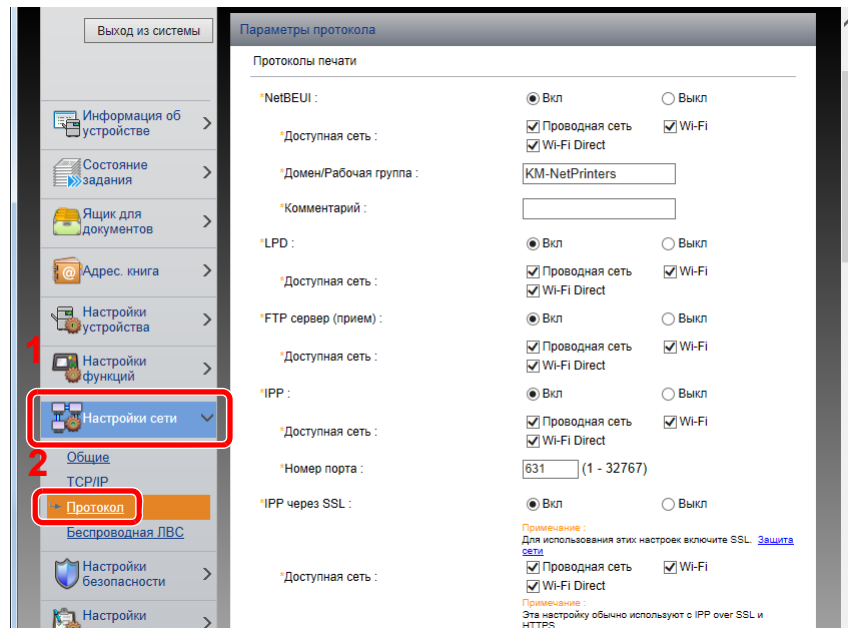 Выход из системы
Информация об
устройстве
Состояние
задания
Ящик для
документов
Адрес. книга
Настройки
устройства
1
Настройки
функций
Настройки сети
2
Общие
TCP/IP
Протокол
Беспроводная ЛВС
Настройки
безопасности
Настройки
Параметры протокола
Протоколы печати
*NetBEUI :
Вкл Выкл
*Доступная сеть :
Проводная сеть Wi-Fi
Wi-Fi Direct
*Домен/Рабочая группа :
KM-NetPrinters
*Комментарий :
*LPD :
Вкл Выкл
*Доступная сеть :
Проводная сеть Wi-Fi
Wi-Fi Direct
*FTP сервер (прием) :
Вкл Выкл
*Доступная сеть :
Проводная сеть Wi-Fi
Wi-Fi Direct
*IPP :
Вкл Выкл
*Доступная сеть :
Проводная сеть Wi-Fi
Wi-Fi Direct
*Номер порта :
631 (1 - 32767)
*IPP через SSL :
Вкл Выкл
Примечание :
Для использования этих настроек включите SSL. Защита
сети
*Доступная сеть :
Проводная сеть Wi-Fi
Wi-Fi Direct
Примечание :
Эта настройку обычно используют с IPP over SSL и
HTTPS